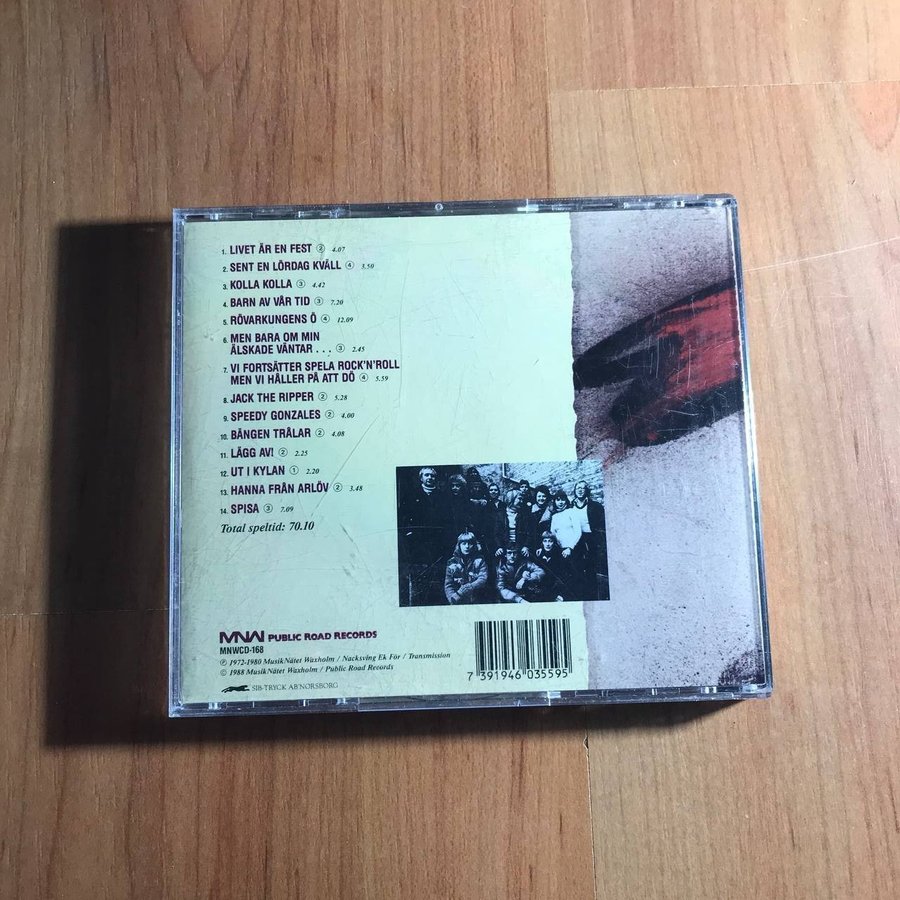 1. LIVET ÄR EN FEST ② 4.07
2. SENT EN LÖRDAG KVÄLL ④ 3.50
3. KOLLA KOLLA ③ 4.42
4. BARN AV VÅR TID ③ 7.20
5. RÖVARKUNGENS Ö ④ 12.09
6. MEN BARA OM MIN
ÄLSKADE VÄNTAR . . . ③ 2.45
7. VI FORTSÄTTER SPELA ROCK'N'ROLL
MEN VI HÅLLER PÅ ATT DÖ ④ 5.59
8. JACK THE RIPPER ② 5.28
9. SPEEDY GONZALES ② 4.00
10. BÄNGEN TRÅLAR ② 4.08
11. LÄGG AV! ② 2.25
12. UT I KYLAN ① 2.20
13. HANNA FRÅN ARLÖV ② 3.48
14. SPISA ③ 7.09
Total speltid: 70.10
MNW PUBLIC ROAD RECORDS
MNWCD-168
℗ 1972-1980 MusikNätet Waxholm / Nacksving Ek För / Transmission
© 1988 MusikNätet Waxholm / Public Road Records
SIB-TRYCK AB NORSBORG
7 391946 035595